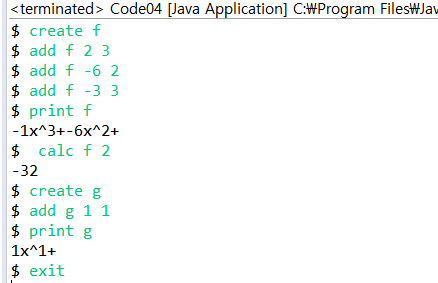 <terminated> Code04 [Java Application] C:₩Program Files₩Jav
$ create f
$ add f 2 3
$ add f -6 2
$ add f -3 3
$ print f
-1x^3+-6x^2+
$  calc f 2
-32
$ create g
$ add g 1 1
$ print g
1x^1+
$ exit